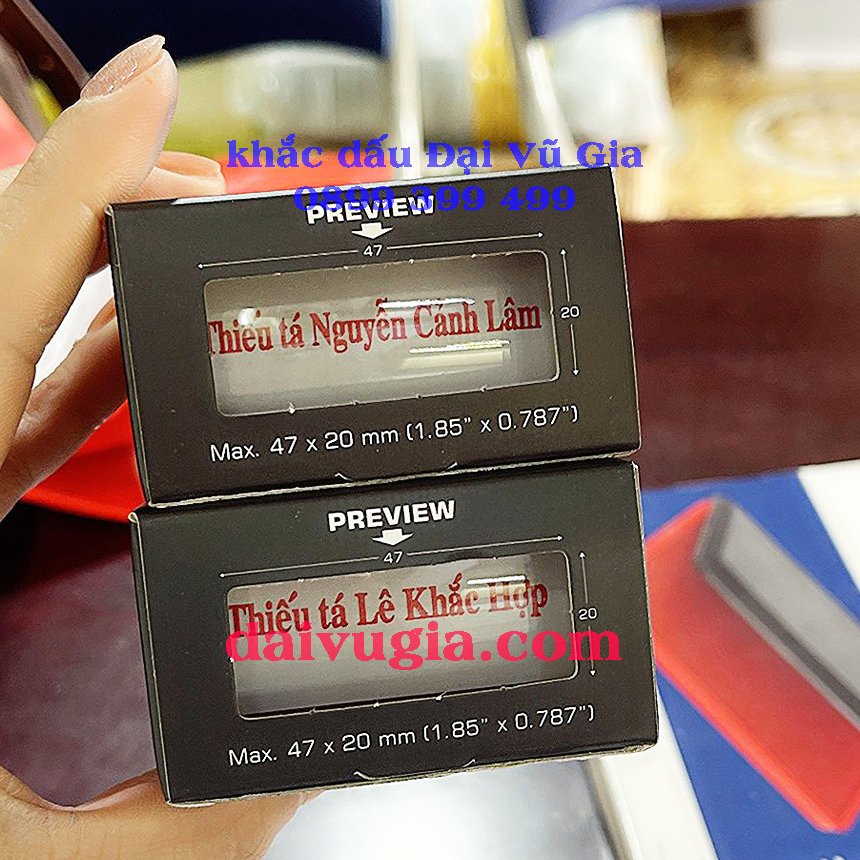 khắc dấu Đại Vũ Gia
0899 399 499
PREVIEW
47
20
Thiếu tá Nguyễn Cảnh Lâm
Max. 47 x 20 mm (1.85" x 0.787")
PREVIEW
47
20
Thiếu tá Lê Khắc Hợp
daivugia.com
Max. 47 x 20 mm (1.85" x 0.787")